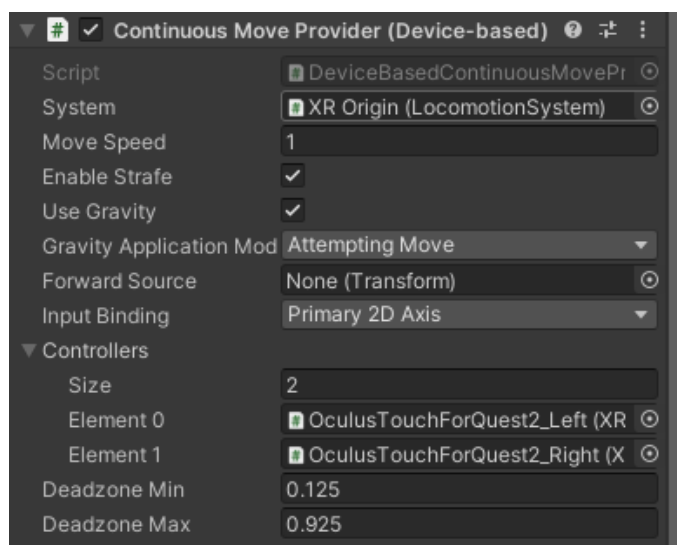 Continuous Move Provider (Device-based)
Script DeviceBasedContinuousMovePr
System XR Origin (LocomotionSystem)
Move Speed 1
Enable Strafe
Use Gravity
Gravity Application Mod Attempting Move
Forward Source None (Transform)
Input Binding Primary 2D Axis
Controllers
Size 2
Element 0 OculusTouchForQuest2_Left (XR
Element 1 OculusTouchForQuest2_Right (X
Deadzone Min 0.125
Deadzone Max 0.925